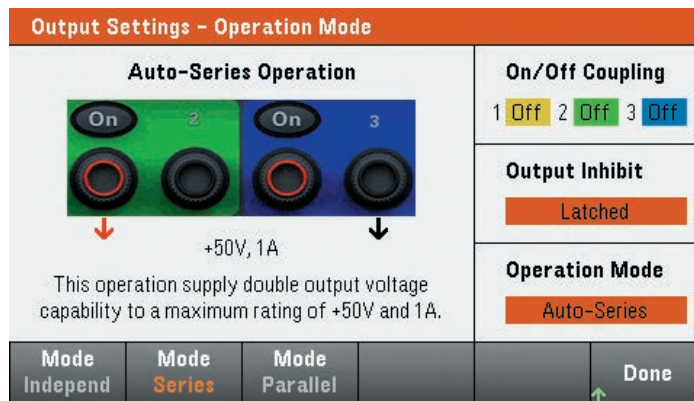 Output Settings - Operation Mode
Auto-Series Operation
On 2 On 3
+50V, 1A
This operation supply double output voltage
capability to a maximum rating of +50V and 1A.
On/Off Coupling
1 Off 2 Off 3 Off
Output Inhibit
Latched
Operation Mode
Auto-Series
Mode Independ
Mode Series
Mode Parallel
Done